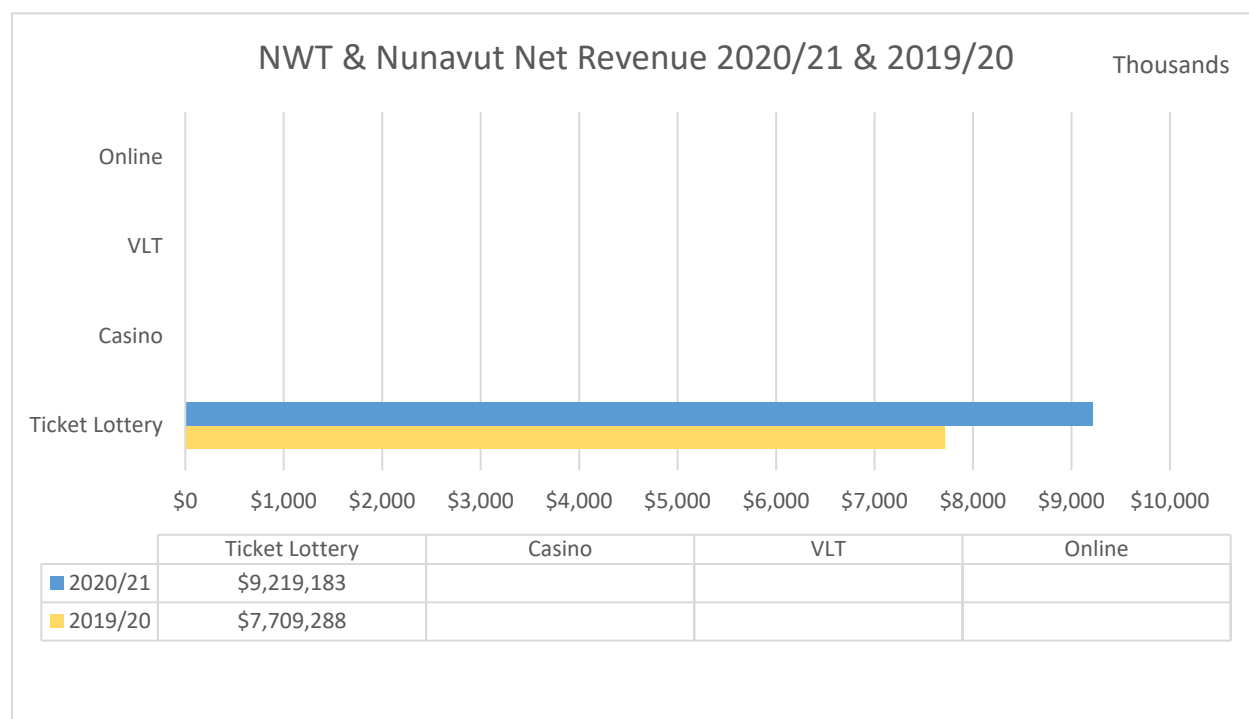 NWT & Nunavut Net Revenue 2020/21 & 2019/20
Thousands
Online
VLT
Casino
Ticket Lottery
$0 $1,000 $2,000 $3,000 $4,000 $5,000 $6,000 $7,000 $8,000 $9,000 $10,000
Ticket Lottery Casino VLT Online
2020/21 $9,219,183
2019/20 $7,709,288